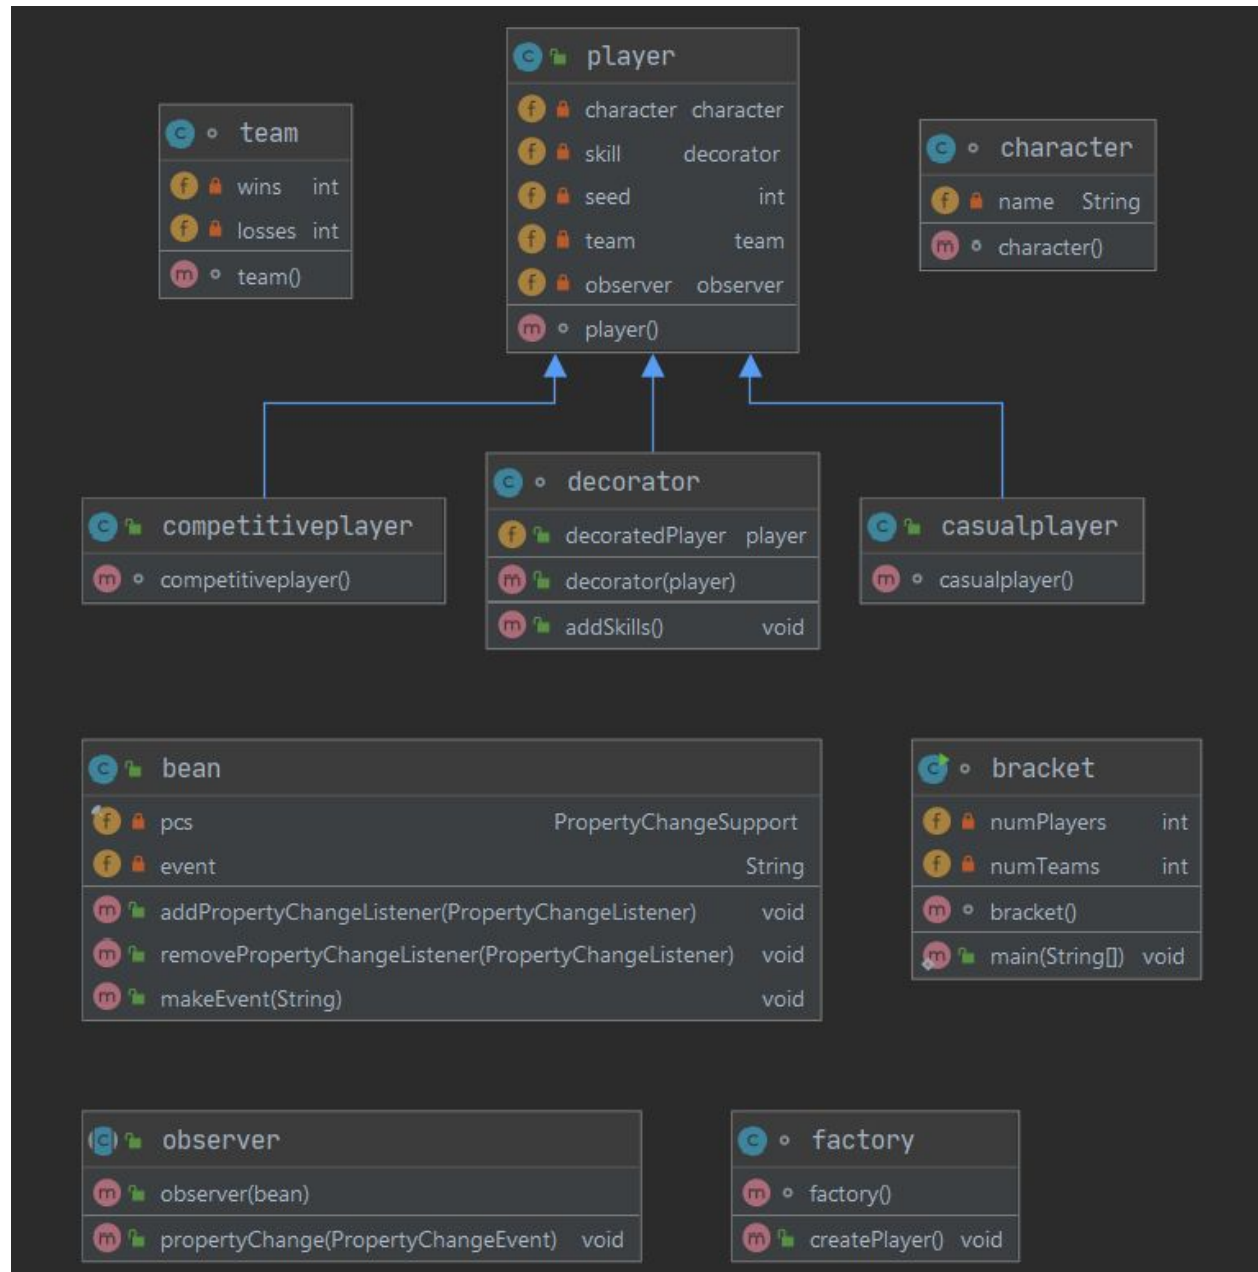 player
character character
skill decorator
seed int
team team
observer observer
player()
team
wins int
losses int
team()
character
name String
character()
competitiveplayer
competitiveplayer()
decorator
decoratedPlayer player
decorator(player)
addSkills() void
casualplayer
casualplayer()
bean
pcs PropertyChangeSupport
event String
addPropertyChangeListener(PropertyChangeListener) void
removePropertyChangeListener(PropertyChangeListener) void
makeEvent(String) void
bracket
numPlayers int
numTeams int
bracket()
main(String[]) void
observer
observer(bean)
propertyChange(PropertyChangeEvent) void
factory
factory()
createPlayer() void